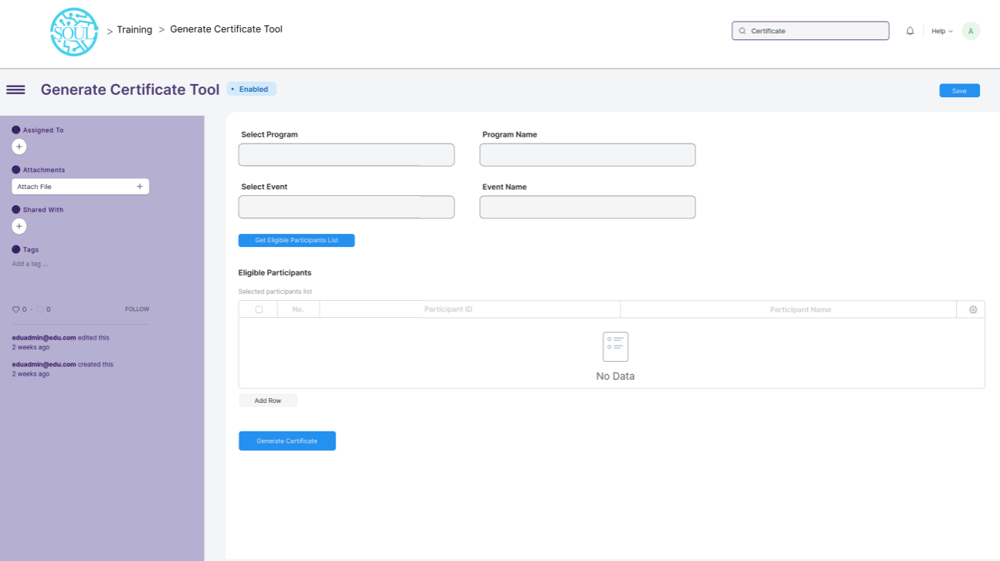 SOUL
> Training > Generate Certificate Tool
Certificate
Help
A
Generate Certificate Tool
• Enabled
Save
Assigned To
+
Attachments
Attach File +
Shared With
+
Tags
Add a tag ...
0 · 0 FOLLOW
eduadmin@edu.com edited this
2 weeks ago
eduadmin@edu.com created this
2 weeks ago
Select Program
Program Name
Select Event
Event Name
Get Eligible Participants List
Eligible Participants
Selected participants list
No. Participant ID Participant Name
No Data
Add Row
Generate Certificate